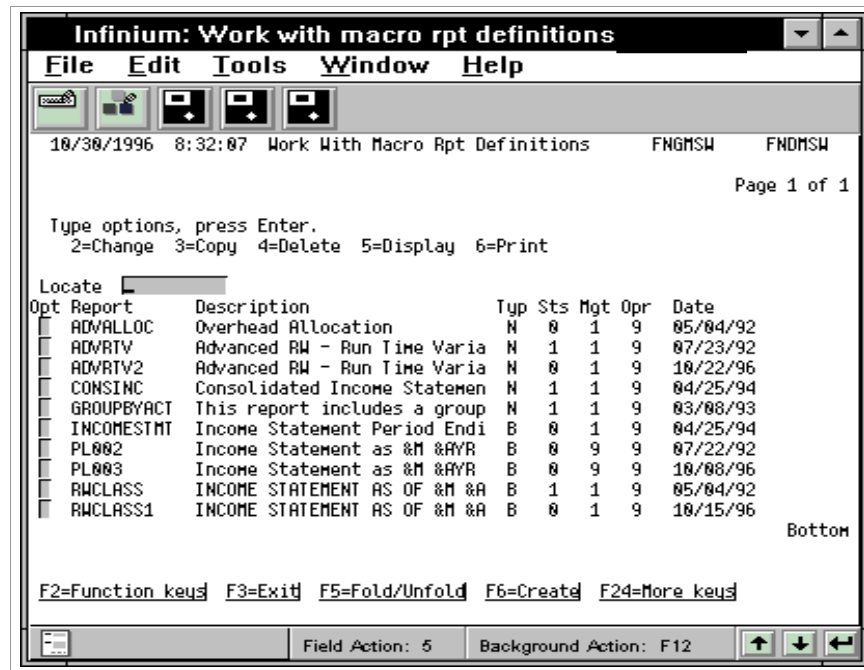 Infinium: Work with macro rpt definitions
File Edit Tools Window Help
10/30/1996 8:32:07 Work With Macro Rpt Definitions FNGMSW FNDMSW
Page 1 of 1
Type options, press Enter.
2=Change 3=Copy 4=Delete 5=Display 6=Print
Locate
Opt Report Description Typ Sts Mgt Opr Date
ADVALLOC Overhead Allocation N 0 1 9 05/04/92
ADVRTV Advanced RW - Run Time Varia N 1 1 9 07/23/92
ADVRTV2 Advanced RW - Run Time Varia N 0 1 9 10/22/96
CONSINC Consolidated Income Statemen N 1 1 9 04/25/94
GROUPBYACT This report includes a group N 1 1 9 03/08/93
INCOMESTMT Income Statement Period Endi B 0 1 9 04/25/94
PL002 Income Statement as &M &AYR B 0 9 9 07/22/92
PL003 Income Statement as &M &AYR B 0 9 9 10/08/96
RWCLASS INCOME STATEMENT AS OF &M &A B 1 1 9 05/04/92
RWCLASS1 INCOME STATEMENT AS OF &M &A B 0 1 9 10/15/96
Bottom
F2=Function keys F3=Exit F5=Fold/Unfold F6=Create F24=More keys
Field Action: 5 Background Action: F12